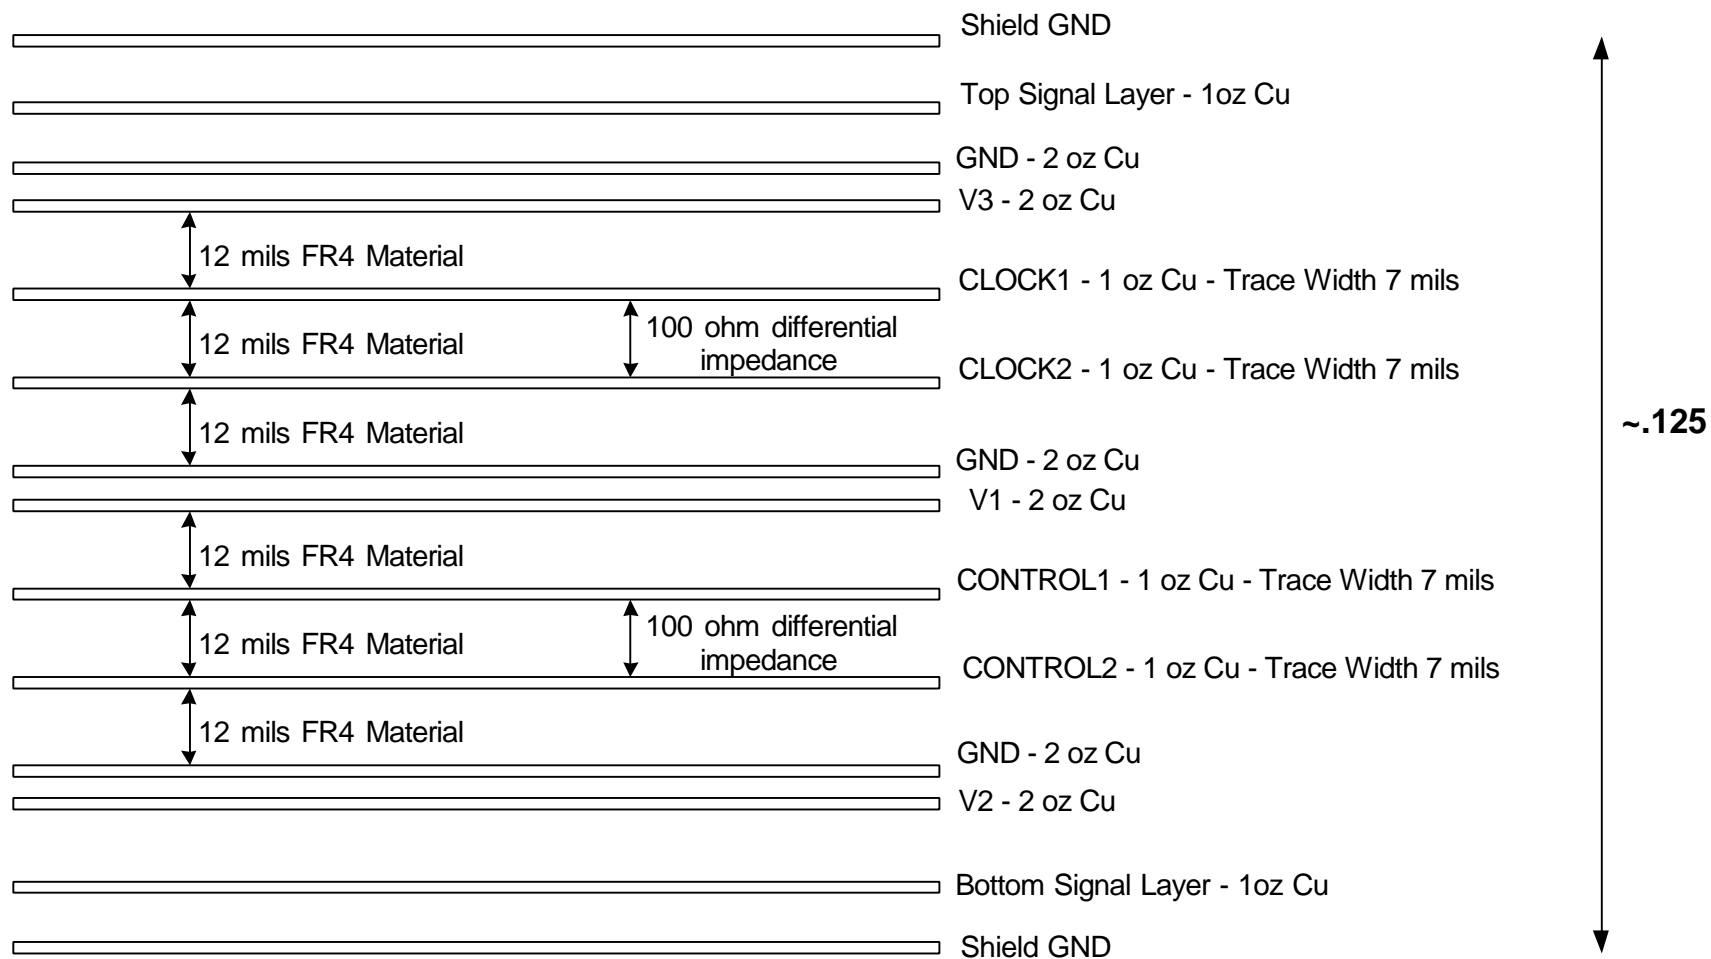 Shield GND
Top Signal Layer - 1oz Cu
GND - 2 oz Cu
V3 - 2 oz Cu
12 mils FR4 Material
CLOCK1 - 1 oz Cu - Trace Width 7 mils
12 mils FR4 Material
100 ohm differential
impedance
CLOCK2 - 1 oz Cu - Trace Width 7 mils
12 mils FR4 Material
~.125
GND - 2 oz Cu
V1 - 2 oz Cu
12 mils FR4 Material
CONTROL1 - 1 oz Cu - Trace Width 7 mils
12 mils FR4 Material
100 ohm differential
impedance
CONTROL2 - 1 oz Cu - Trace Width 7 mils
12 mils FR4 Material
GND - 2 oz Cu
V2 - 2 oz Cu
Bottom Signal Layer - 1oz Cu
Shield GND